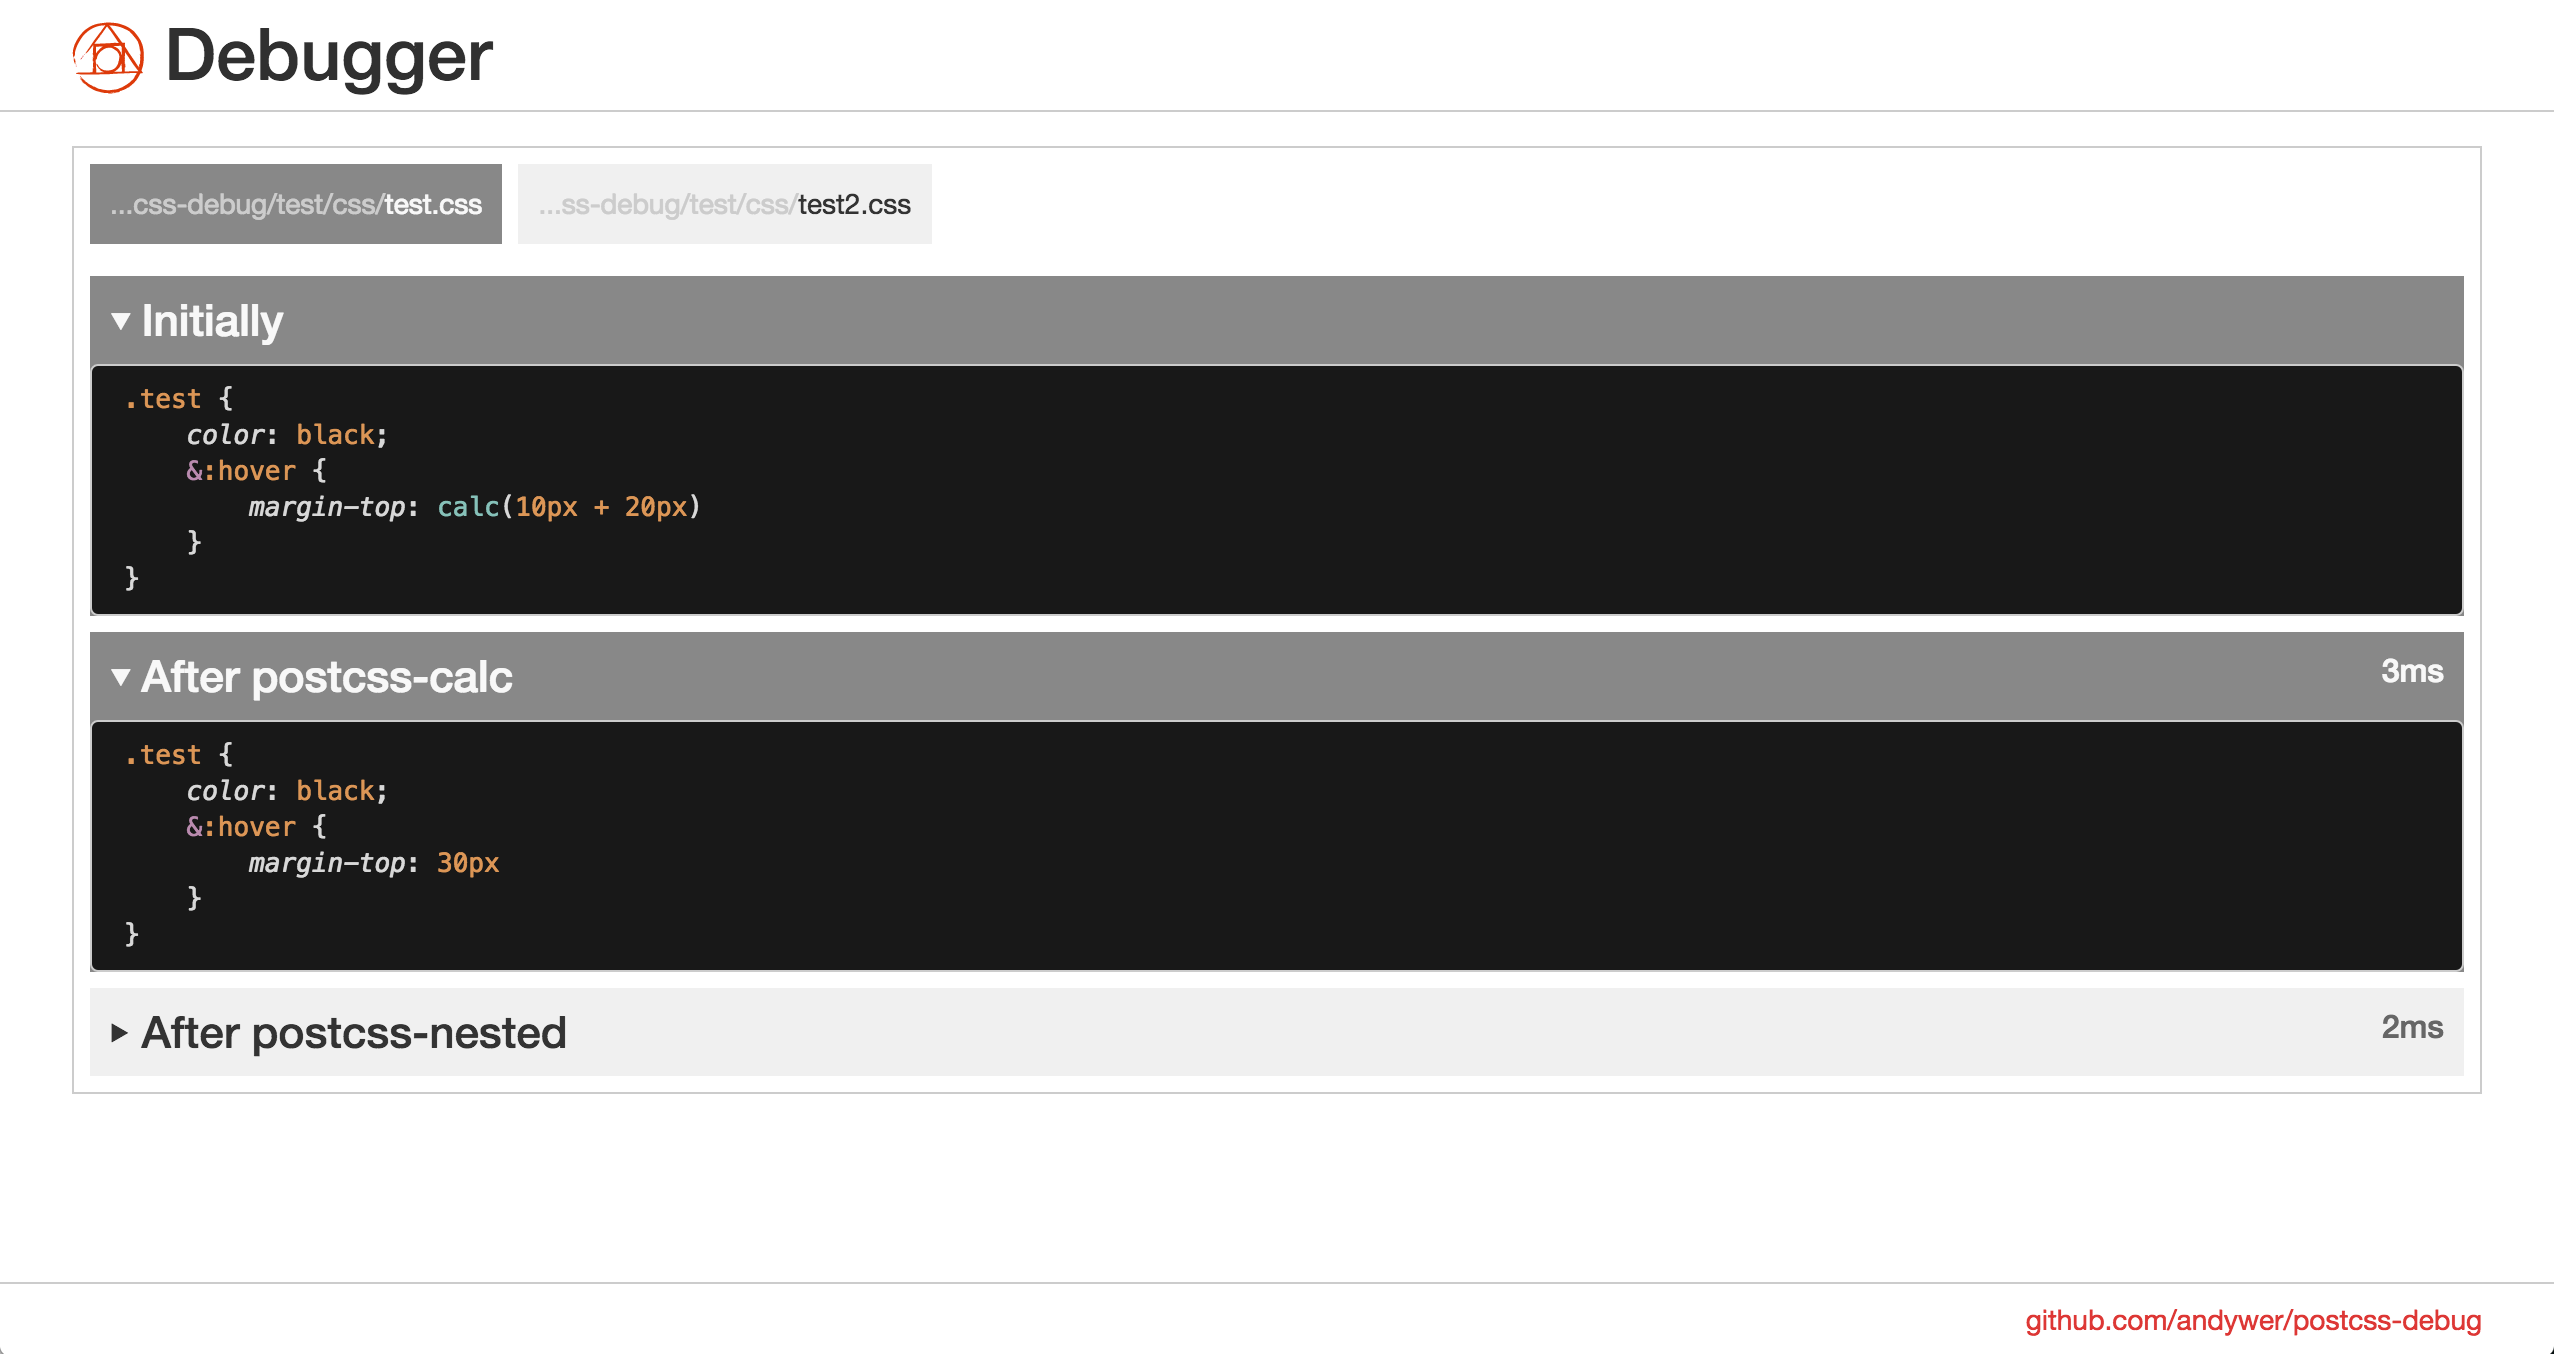 Debugger
...css-debug/test/css/test.css
...ss-debug/test/css/test2.css
Initially
.test {
    color: black;
    &:hover {
        margin-top: calc(10px + 20px)
    }
}
After postcss-calc 3ms
.test {
    color: black;
    &:hover {
        margin-top: 30px
    }
}
After postcss-nested 2ms
github.com/andywer/postcss-debug